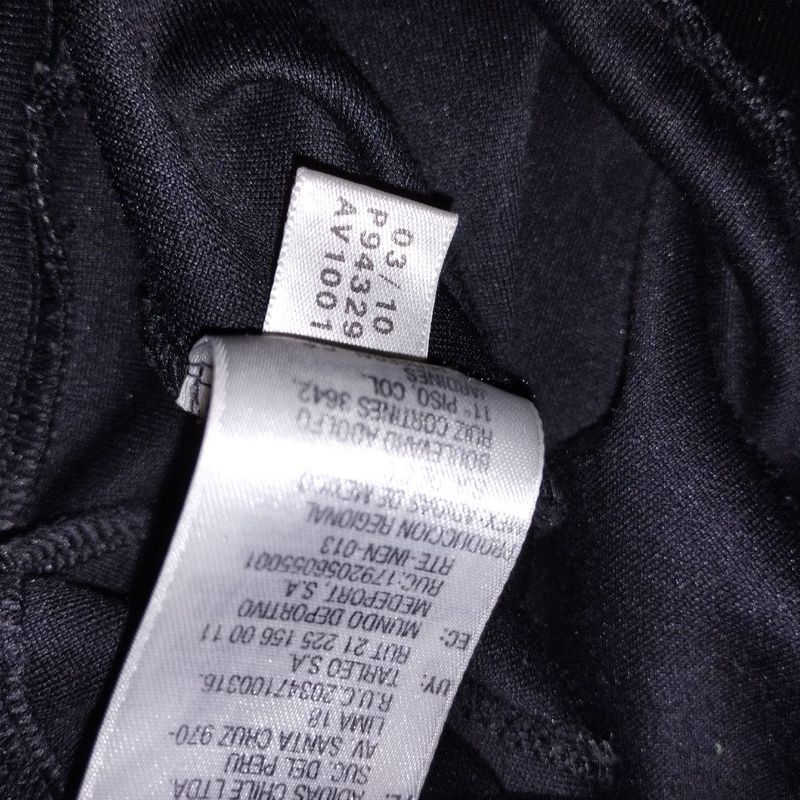 03/10
P94329
AV1001
ADIDAS CHILE LTDA.
PE:
SUC. DEL PERU
AV SANTA CRUZ 970-
LIMA 18
R.U.C.20347100316.
UY: TARLEO S.A.
RUT 21 225 156 00 11
EC: MUNDO DEPORTIVO
MEDEPORT S.A
RUC:1792056055001
RTE-INEN-013
PRODUCCION REGIONAL
MEX: ADIDAS DE MEXICO
BOULEVARD ADOLFO
RUIZ CORTINES 3642,
11° PISO, COL.
JARDINES